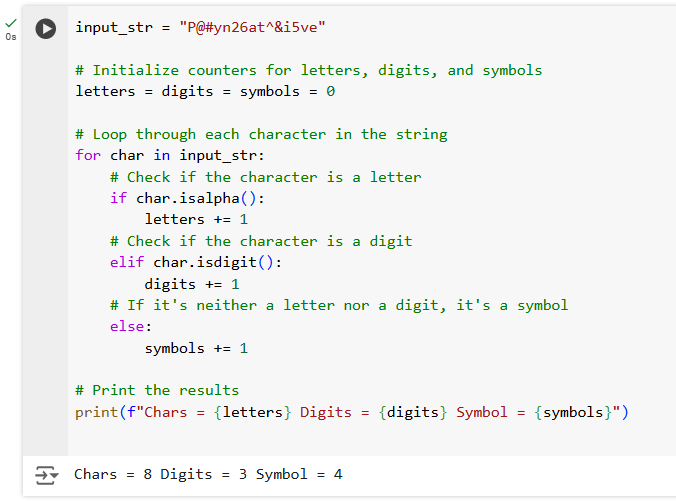 input_str = "P@#yn26at^&i5ve"
0s
# Initialize counters for letters, digits, and symbols
letters = digits = symbols = 0
# Loop through each character in the string
for char in input_str:
    # Check if the character is a letter
    if char.isalpha():
        letters += 1
    # Check if the character is a digit
    elif char.isdigit():
        digits += 1
    # If it's neither a letter nor a digit, it's a symbol
    else:
        symbols += 1
# Print the results
print(f"Chars = {letters} Digits = {digits} Symbol = {symbols}")
Chars = 8 Digits = 3 Symbol = 4